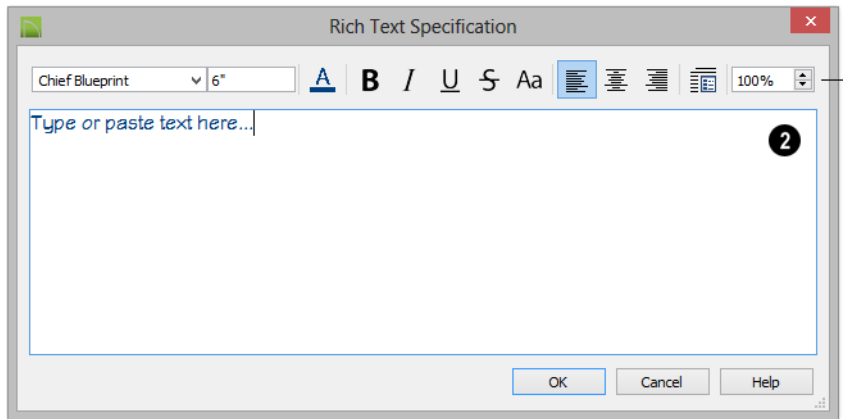 Rich Text Specification
Chief Blueprint 6" A B I U S Aa 100%
Type or paste text here...
2
OK Cancel Help